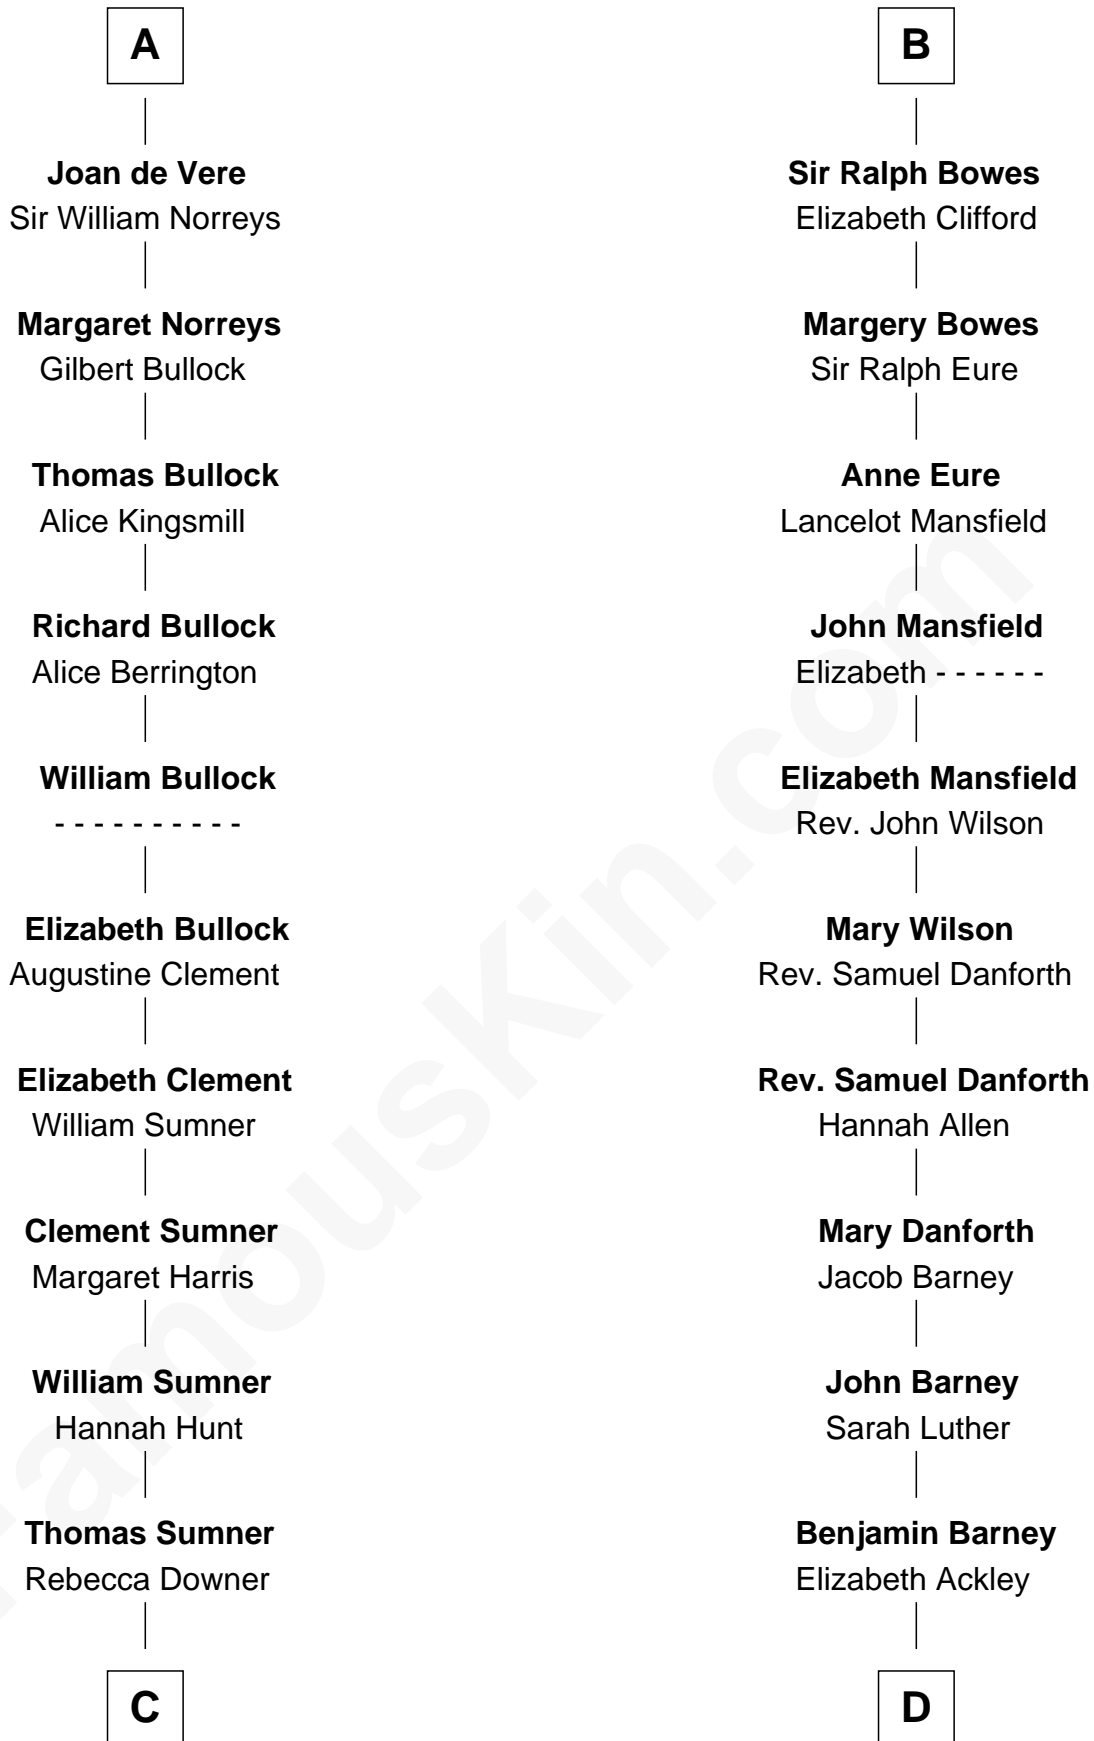 A
Joan de Vere
Sir William Norreys
Margaret Norreys
Gilbert Bullock
Thomas Bullock
Alice Kingsmill
Richard Bullock
Alice Berrington
William Bullock
- - - - - - - - - -
Elizabeth Bullock
Augustine Clement
Elizabeth Clement
William Sumner
Clement Sumner
Margaret Harris
William Sumner
Hannah Hunt
Thomas Sumner
Rebecca Downer
C
B
Sir Ralph Bowes
Elizabeth Clifford
Margery Bowes
Sir Ralph Eure
Anne Eure
Lancelot Mansfield
John Mansfield
Elizabeth - - - - - -
Elizabeth Mansfield
Rev. John Wilson
Mary Wilson
Rev. Samuel Danforth
Rev. Samuel Danforth
Hannah Allen
Mary Danforth
Jacob Barney
John Barney
Sarah Luther
Benjamin Barney
Elizabeth Ackley
D
FamousKin.com